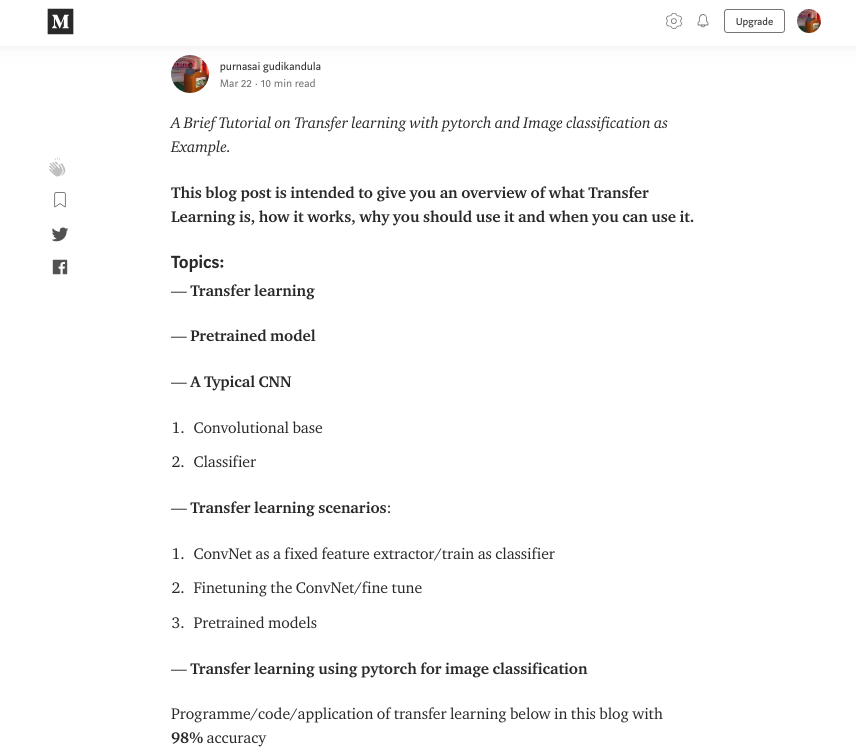 M
Upgrade
purnasai gudikandula
Mar 22 · 10 min read
A Brief Tutorial on Transfer learning with pytorch and Image classification as
Example.
This blog post is intended to give you an overview of what Transfer
Learning is, how it works, why you should use it and when you can use it.
Topics:
— Transfer learning
— Pretrained model
— A Typical CNN
1. Convolutional base
2. Classifier
— Transfer learning scenarios:
1. ConvNet as a fixed feature extractor/train as classifier
2. Finetuning the ConvNet/fine tune
3. Pretrained models
— Transfer learning using pytorch for image classification
Programme/code/application of transfer learning below in this blog with
98% accuracy